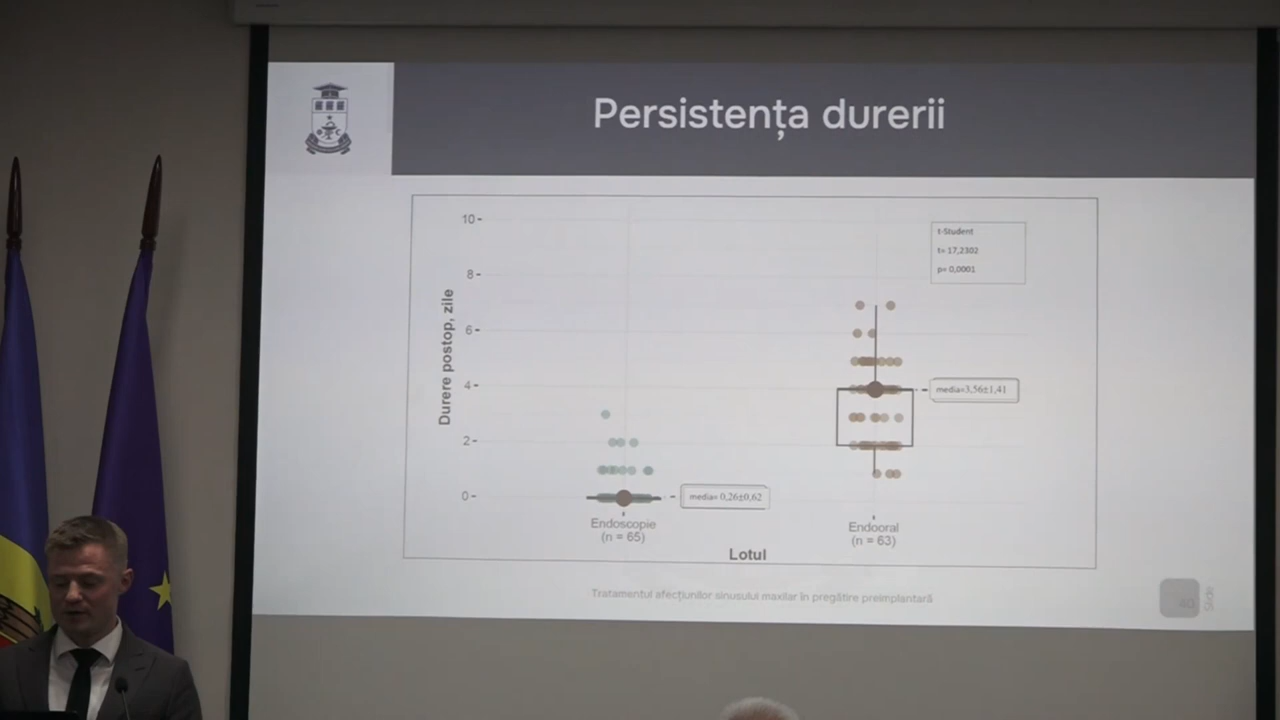 Persistența durerii
10
8
6
4
2
0
Durere postop, zile
t-Student
t= 17,2302
p= 0,0001
media=3,56±1,41
media= 0,26±0,62
Endoscopie
(n = 65)
Endooral
(n = 63)
Lotul
Tratamentul afecțiunilor sinusului maxilar în pregătire preimplantară
40
Slide